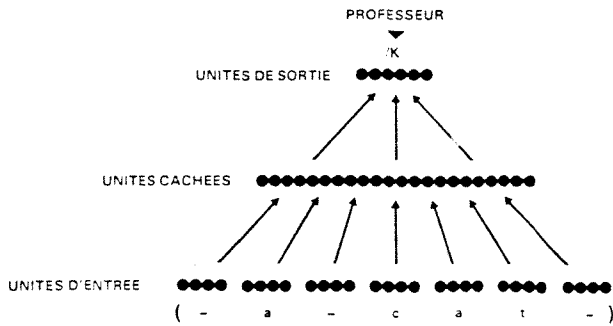 PROFESSEUR
/K
UNITES DE SORTIE
UNITES CACHEES
UNITES D'ENTREE
( - a - c a t - )